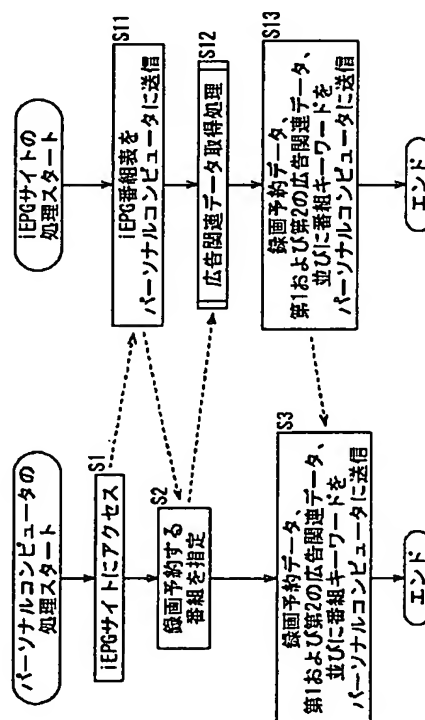 パーソナルコンピュータの
処理スタート
S1
iEPGサイトにアクセス
S2
録画予約する
番組を指定
S3
録画予約データ、
第1および第2の広告関連データ、
並びに番組キーワードを
パーソナルコンピュータに送信
エンド
iEPGサイトの
処理スタート
S11
iEPG番組表を
パーソナルコンピュータに送信
S12
広告関連データ取得処理
S13
録画予約データ、
第1および第2の広告関連データ、
並びに番組キーワードを
パーソナルコンピュータに送信
エンド